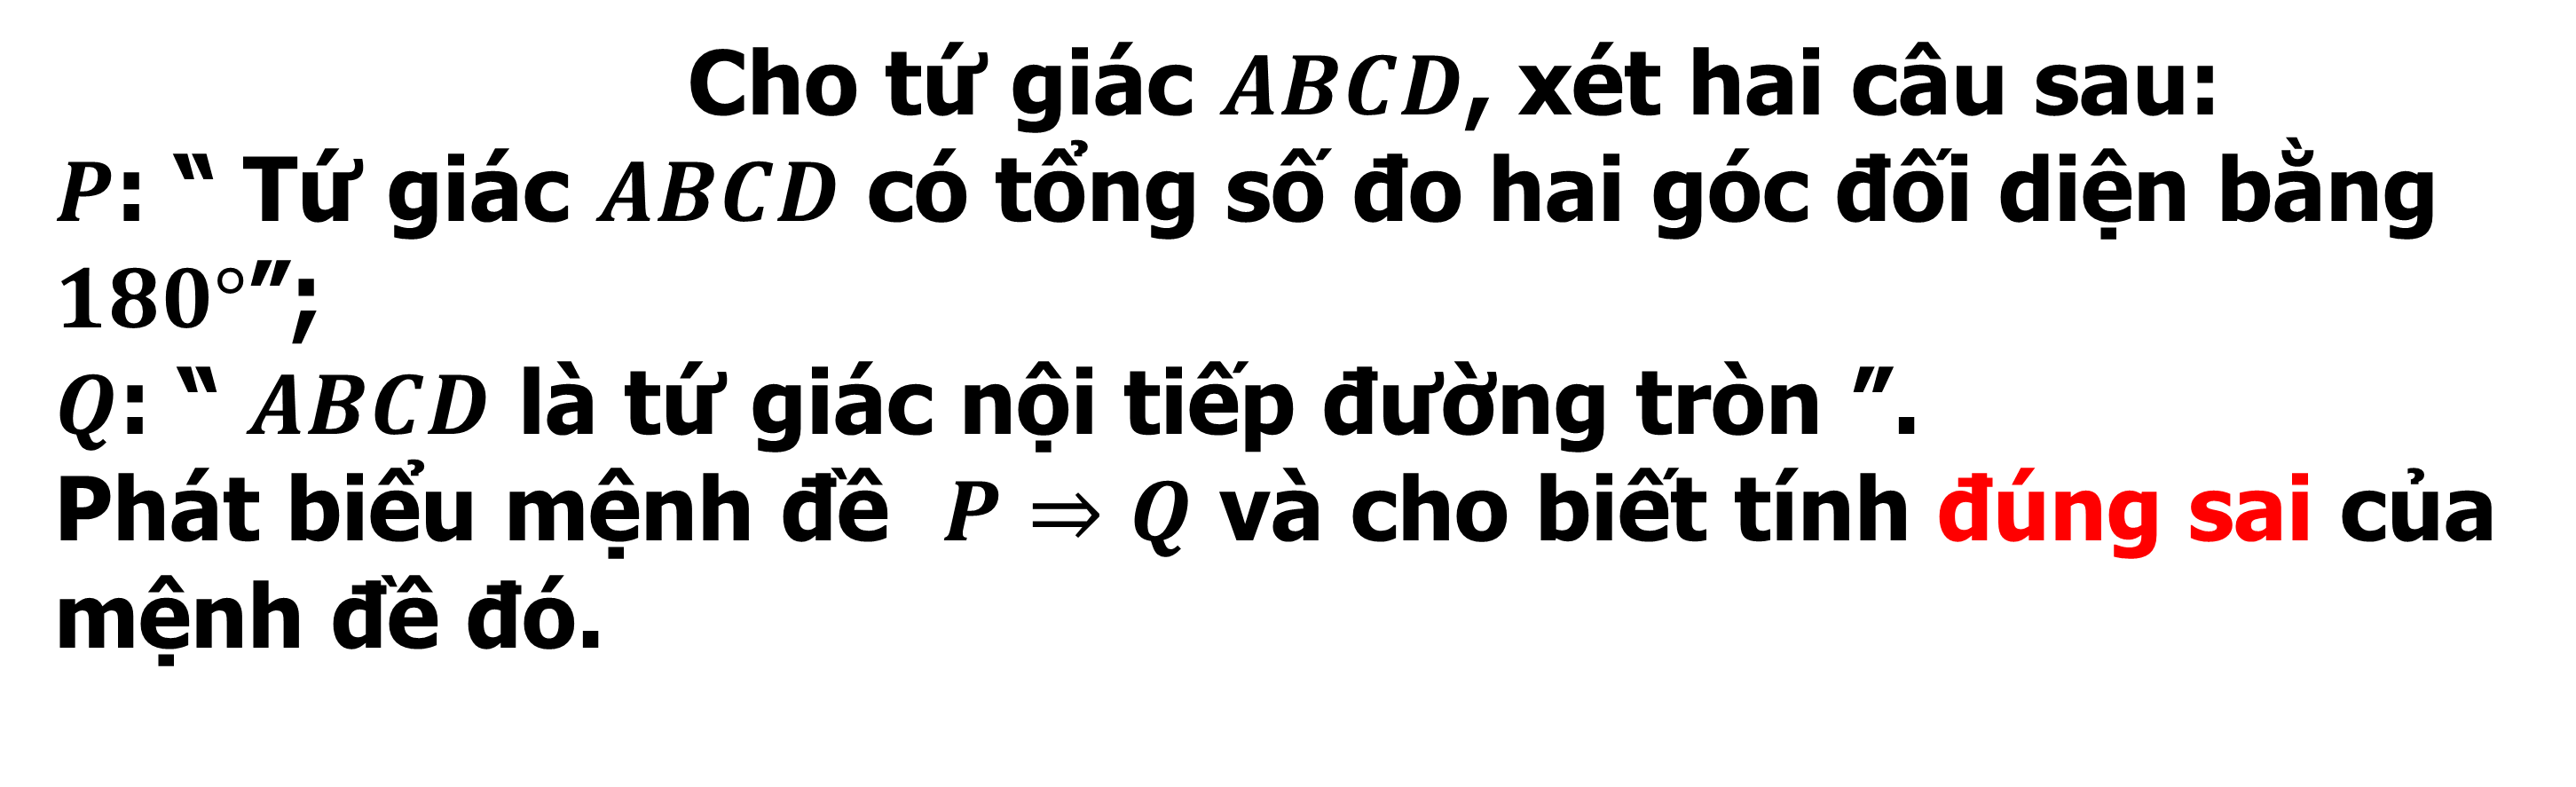 Cho tứ giác 𝑨𝑩𝑪𝑫, xét hai câu sau:
𝑷: “ Tứ giác 𝑨𝑩𝑪𝑫 có tổng số đo hai góc đối diện bằng
𝟏𝟖𝟎°”;
𝑸: “ 𝑨𝑩𝑪𝑫 là tứ giác nội tiếp đường tròn ”.
Phát biểu mệnh đề 𝑷 ⇒ 𝑸 và cho biết tính đúng sai của
mệnh đề đó.